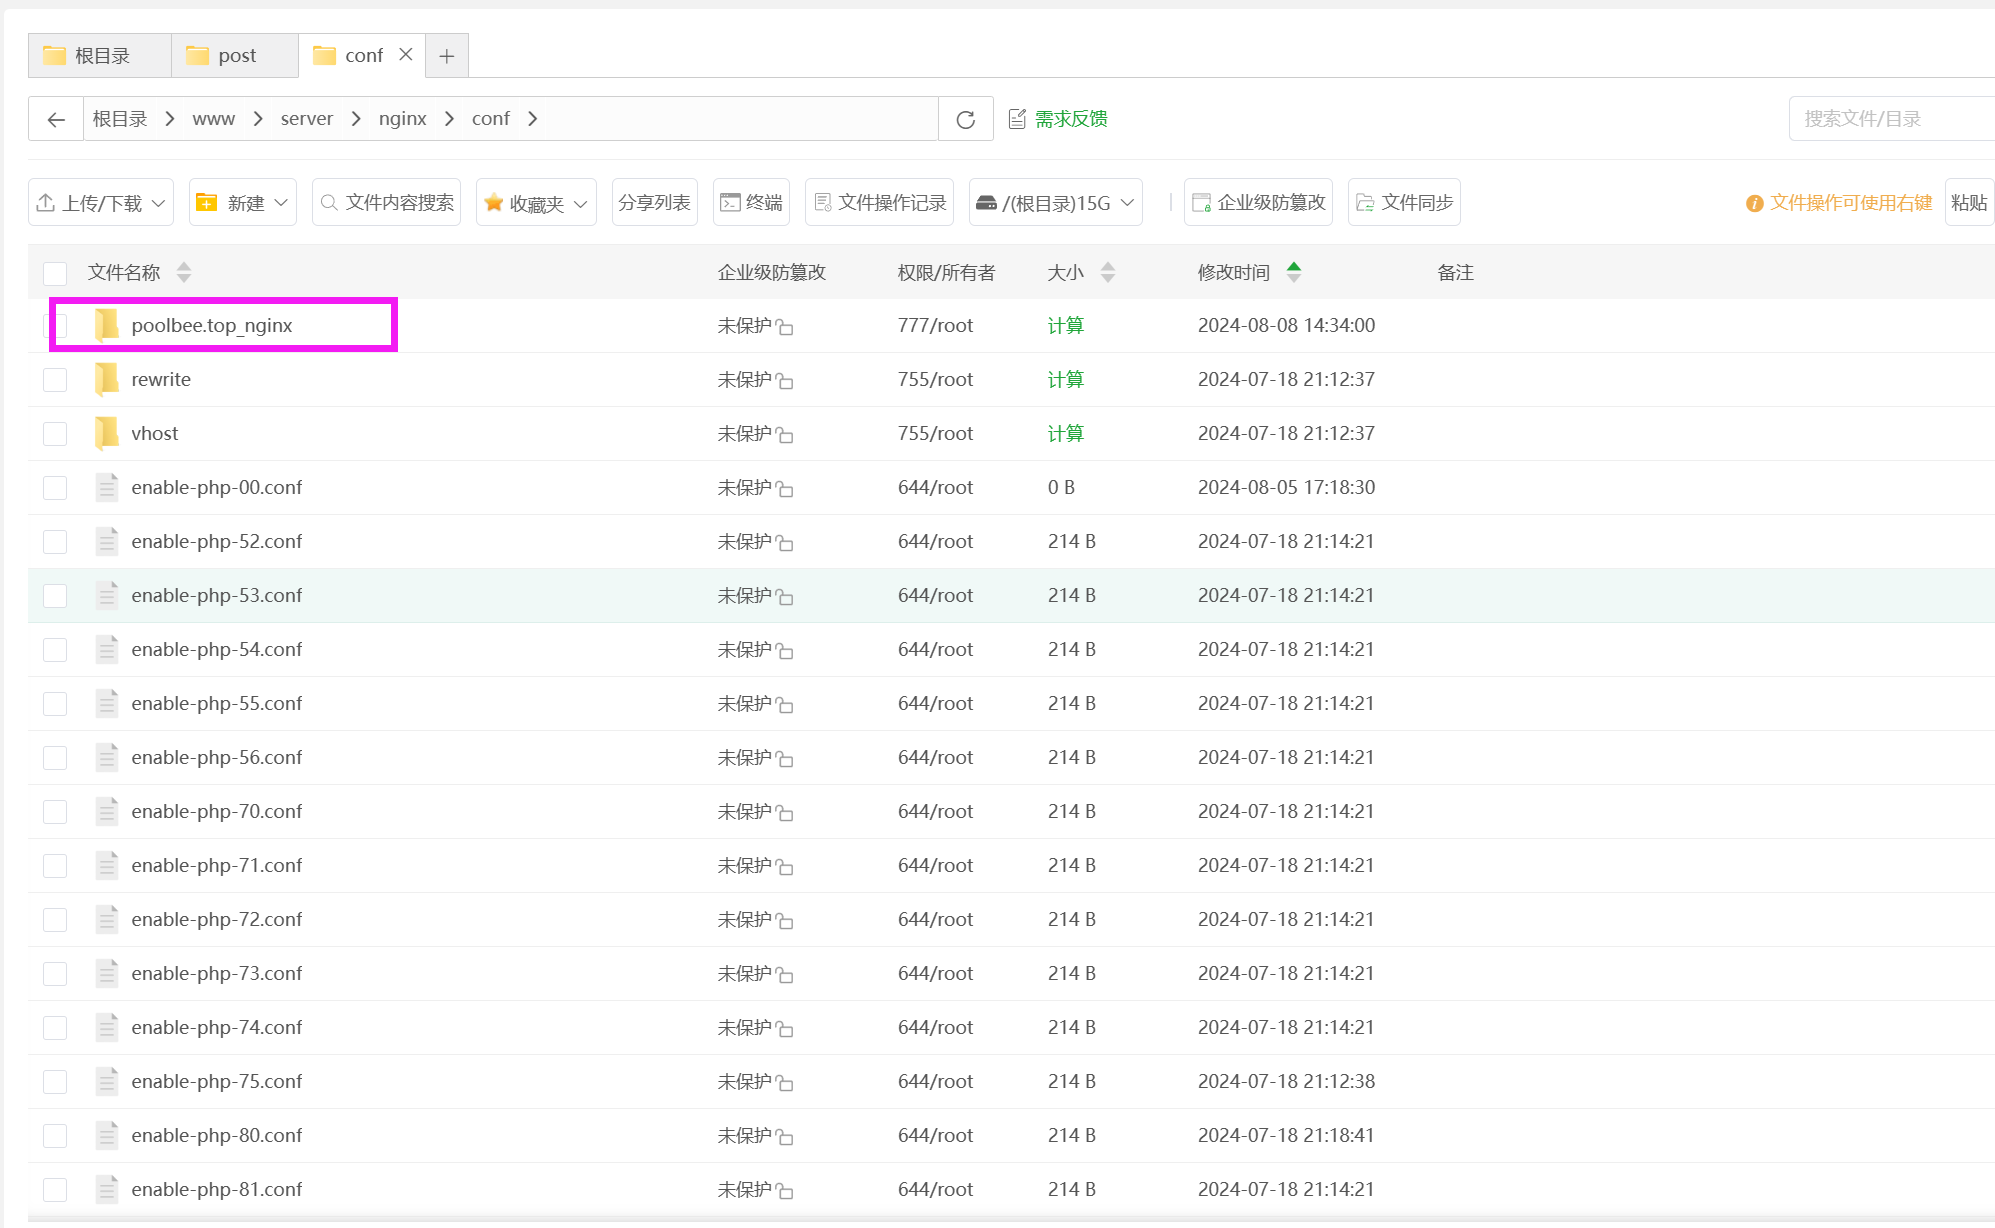 根目录 post conf
根目录 www server nginx conf 需求反馈 搜索文件/目录
上传/下载 新建 文件内容搜索 收藏夹 分享列表 终端 文件操作记录 /(根目录)15G 企业级防篡改 文件同步 文件操作可使用右键 粘贴
文件名称 企业级防篡改 权限/所有者 大小 修改时间 备注
poolbee.top_nginx 未保护 777/root 计算 2024-08-08 14:34:00
rewrite 未保护 755/root 计算 2024-07-18 21:12:37
vhost 未保护 755/root 计算 2024-07-18 21:12:37
enable-php-00.conf 未保护 644/root 0 B 2024-08-05 17:18:30
enable-php-52.conf 未保护 644/root 214 B 2024-07-18 21:14:21
enable-php-53.conf 未保护 644/root 214 B 2024-07-18 21:14:21
enable-php-54.conf 未保护 644/root 214 B 2024-07-18 21:14:21
enable-php-55.conf 未保护 644/root 214 B 2024-07-18 21:14:21
enable-php-56.conf 未保护 644/root 214 B 2024-07-18 21:14:21
enable-php-70.conf 未保护 644/root 214 B 2024-07-18 21:14:21
enable-php-71.conf 未保护 644/root 214 B 2024-07-18 21:14:21
enable-php-72.conf 未保护 644/root 214 B 2024-07-18 21:14:21
enable-php-73.conf 未保护 644/root 214 B 2024-07-18 21:14:21
enable-php-74.conf 未保护 644/root 214 B 2024-07-18 21:14:21
enable-php-75.conf 未保护 644/root 214 B 2024-07-18 21:12:38
enable-php-80.conf 未保护 644/root 214 B 2024-07-18 21:18:41
enable-php-81.conf 未保护 644/root 214 B 2024-07-18 21:14:21